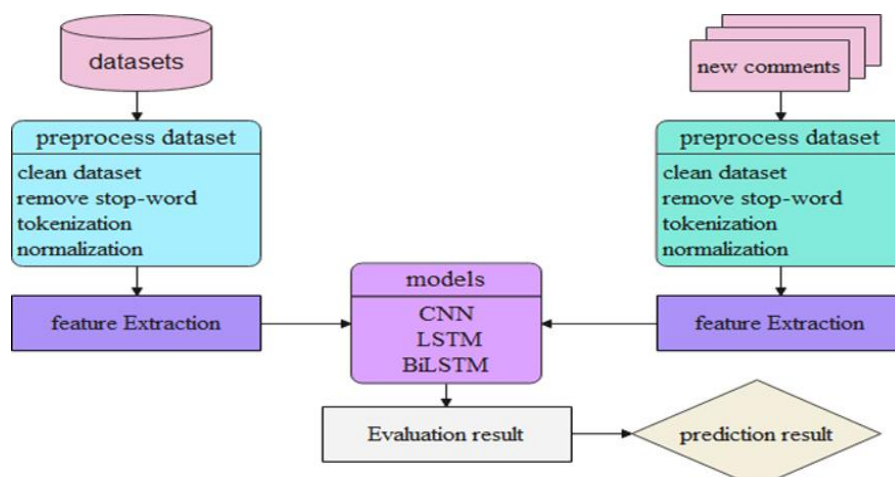 datasets
new comments
preprocess dataset
clean dataset
remove stop-word
tokenization
normalization
preprocess dataset
clean dataset
remove stop-word
tokenization
normalization
feature Extraction
models
CNN
LSTM
BiLSTM
feature Extraction
Evaluation result
prediction result